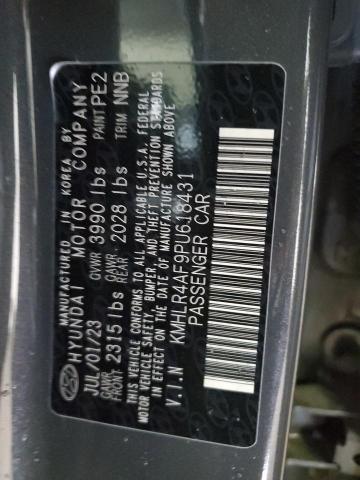 MANUFACTURED IN KOREA BY
HYUNDAI MOTOR COMPANY
JUL/01/23 GVWR 3990 lbs PAINT PE2
GAWR FRONT 2315 lbs GAWR REAR 2028 lbs TRIM NNB
THIS VEHICLE CONFORMS TO ALL APPLICABLE U.S.A. FEDERAL
MOTOR VEHICLE SAFETY, BUMPER, AND THEFT PREVENTION STANDARDS
IN EFFECT ON THE DATE OF MANUFACTURE SHOWN ABOVE
V.I.N KMHLR4AF9PU618431
PASSENGER CAR